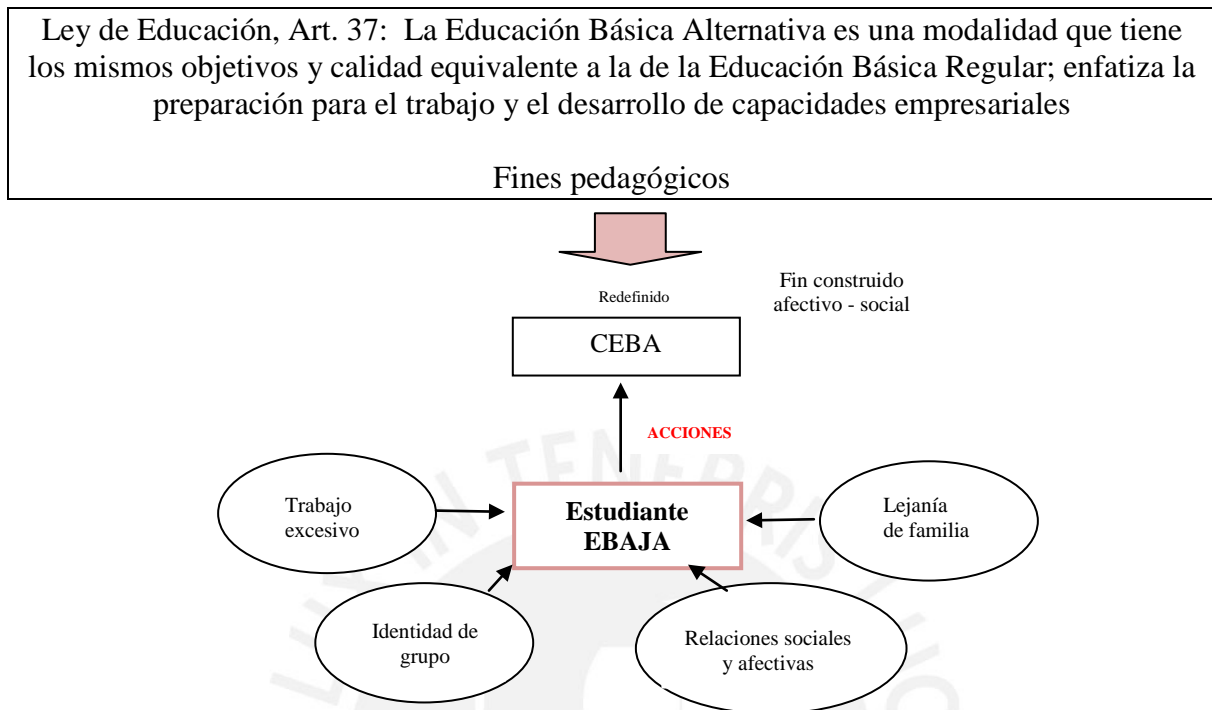 Ley de Educación, Art. 37:  La Educación Básica Alternativa es una modalidad que tiene
los mismos objetivos y calidad equivalente a la de la Educación Básica Regular; enfatiza la
preparación para el trabajo y el desarrollo de capacidades empresariales
Fines pedagógicos
Fin construido
afectivo - social
Redefinido
CEBA
ACCIONES
Trabajo
excesivo
Estudiante
EBAJA
Lejanía
de familia
Identidad de
grupo
Relaciones sociales
y afectivas
IN TENEBRIS